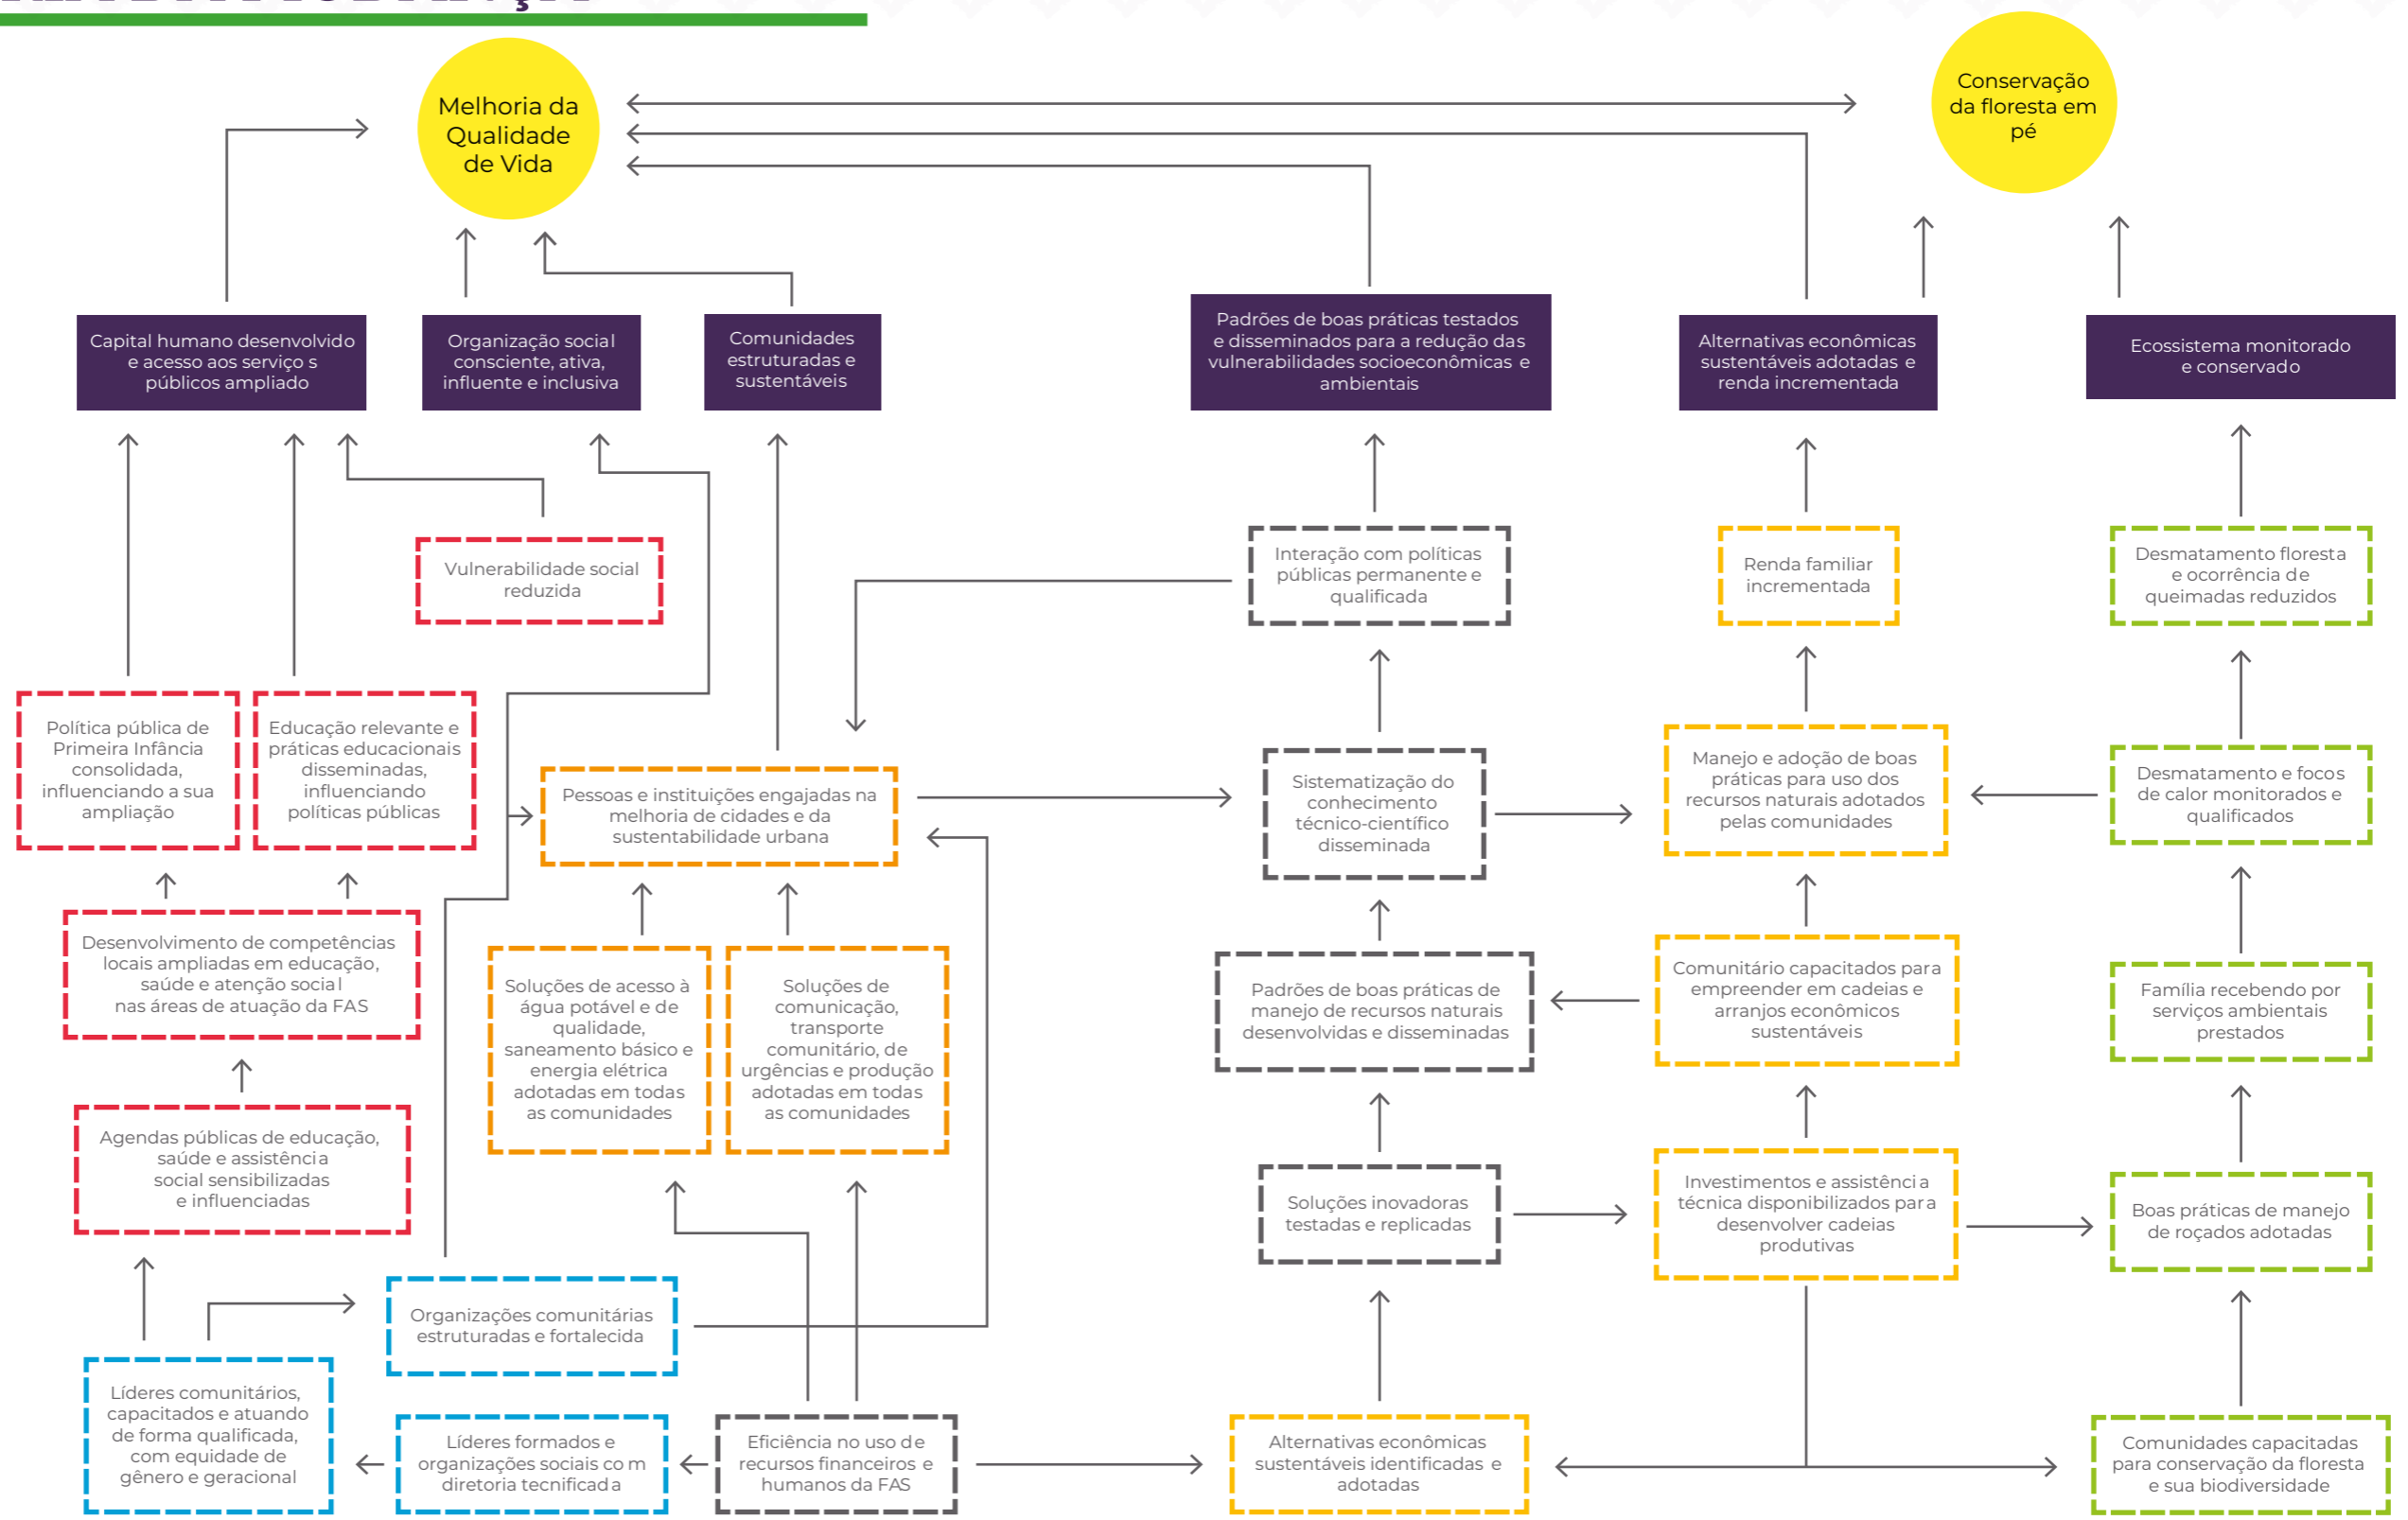 Melhoria da
Qualidade
de Vida
Conservação
da floresta em
pé
Capital humano desenvolvido
e acesso aos serviço s
públicos ampliado
Organização social
consciente, ativa,
influente e inclusiva
Comunidades
estruturadas e
sustentáveis
Padrões de boas práticas testados
e disseminados para a redução das
vulnerabilidades socioeconômicas e
ambientais
Alternativas econômicas
sustentáveis adotadas e
renda incrementada
Ecossistema monitorado
e conservado
Vulnerabilidade social
reduzida
Interação com políticas
públicas permanente e
qualificada
Renda familiar
incrementada
Desmatamento floresta
e ocorrência de
queimadas reduzidos
Política pública de
Primeira Infância
consolidada,
influenciando a sua
ampliação
Educação relevante e
práticas educacionais
disseminadas,
influenciando
políticas públicas
Pessoas e instituições engajadas na
melhoria de cidades e da
sustentabilidade urbana
Sistematização do
conhecimento
técnico-científico
disseminada
Manejo e adoção de boas
práticas para uso dos
recursos naturais adotados
pelas comunidades
Desmatamento e focos
de calor monitorados e
qualificados
Desenvolvimento de competências
locais ampliadas em educação,
saúde e atenção social
nas áreas de atuação da FAS
Soluções de acesso à
água potável e de
qualidade,
saneamento básico e
energia elétrica
adotadas em todas
as comunidades
Soluções de
comunicação,
transporte
comunitário, de
urgências e produção
adotadas em todas
as comunidades
Padrões de boas práticas de
manejo de recursos naturais
desenvolvidas e disseminadas
Comunitário capacitados para
empreender em cadeias e
arranjos econômicos
sustentáveis
Família recebendo por
serviços ambientais
prestados
Agendas públicas de educação,
saúde e assistência
social sensibilizadas
e influenciadas
Soluções inovadoras
testadas e replicadas
Investimentos e assistênci a
técnica disponibilizados para
desenvolver cadeias
produtivas
Boas práticas de manejo
de roçados adotadas
Organizações comunitárias
estruturadas e fortalecida
Líderes comunitários,
capacitados e atuando
de forma qualificada,
com equidade de
gênero e geracional
Líderes formados e
organizações sociais co m
diretoria tecnificada
Eficiência no uso de
recursos financeiros e
humanos da FAS
Alternativas econômicas
sustentáveis identificadas e
adotadas
Comunidades capacitadas
para conservação da floresta
e sua biodiversidade